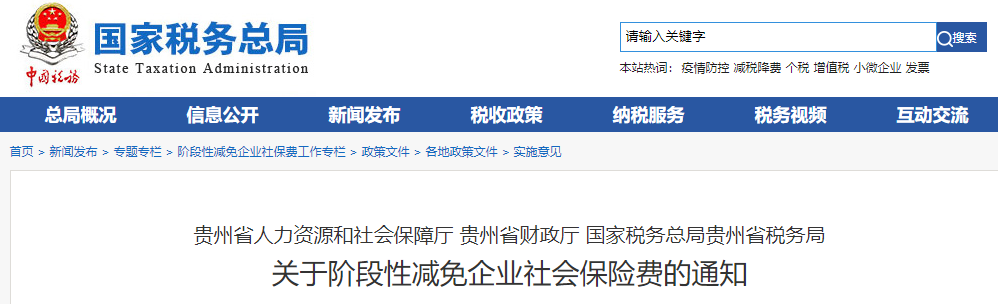 国家税务总局
State Taxation Administration
中国税务
请输入关键字
搜索
本站热词： 疫情防控 减税降费 个税 增值税 小微企业 发票
总局概况 信息公开 新闻发布 税收政策 纳税服务 税务视频 互动交流
首页 > 新闻发布 > 专题专栏 > 阶段性减免企业社保费工作专栏 > 政策文件 > 各地政策文件 > 实施意见
贵州省人力资源和社会保障厅 贵州省财政厅 国家税务总局贵州省税务局
关于阶段性减免企业社会保险费的通知